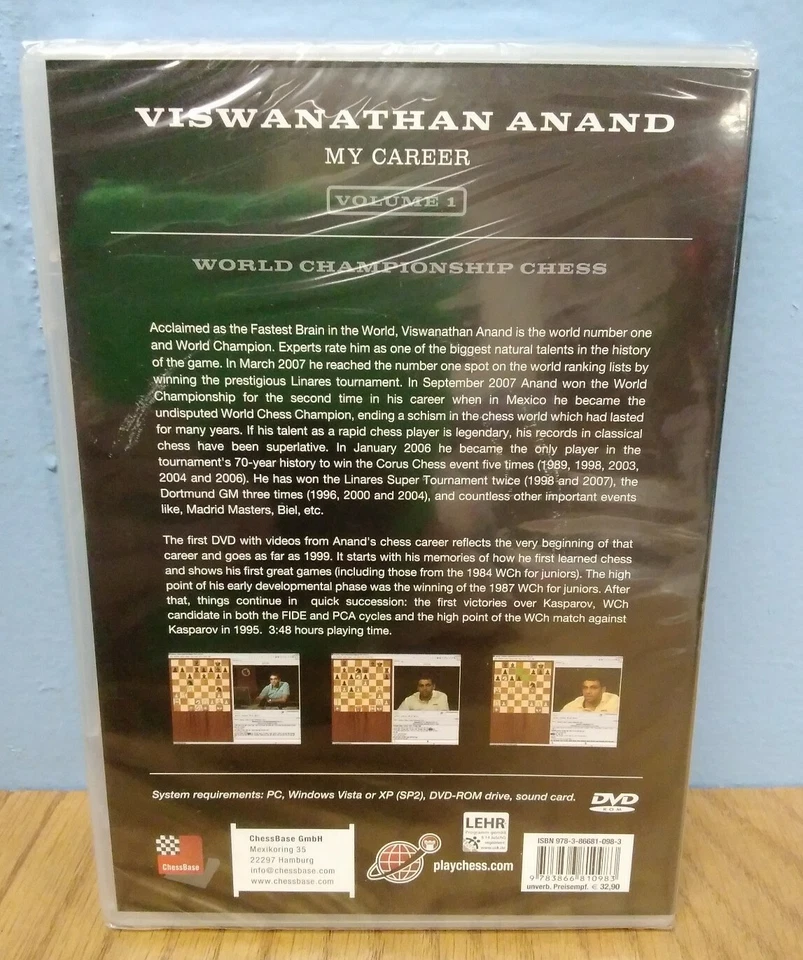 VISWANATHAN ANAND
MY CAREER
VOLUME 1
WORLD CHAMPIONSHIP CHESS
Acclaimed as the Fastest Brain in the World, Viswanathan Anand is the world number one
and World Champion. Experts rate him as one of the biggest natural talents in the history
of the game. In March 2007 he reached the number one spot on the world ranking lists by
winning the prestigious Linares tournament. In September 2007 Anand won the World
Championship for the second time in his career when in Mexico he became the
undisputed World Chess Champion, ending a schism in the chess world which had lasted
for many years. If his talent as a rapid chess player is legendary, his records in classical
chess have been superlative. In January 2006 he became the only player in the
tournament's 70-year history to win the Corus Chess event five times (1989, 1998, 2003,
2004 and 2006). He has won the Linares Super Tournament twice (1998 and 2007), the
Dortmund GM three times (1996, 2000 and 2004), and countless other important events
like, Madrid Masters, Biel, etc.
The first DVD with videos from Anand's chess career reflects the very beginning of that
career and goes as far as 1999. It starts with his memories of how he first learned chess
and shows his first great games (including those from the 1984 WCh for juniors). The high
point of his early developmental phase was the winning of the 1987 WCh for juniors. After
that, things continue in quick succession: the first victories over Kasparov, WCh
candidate in both the FIDE and PCA cycles and the high point of the WCh match against
Kasparov in 1995. 3:48 hours playing time.
System requirements: PC, Windows Vista or XP (SP2), DVD-ROM drive, sound card.
DVD
ROM
ChessBase
ChessBase GmbH
Mexikoring 35
22297 Hamburg
info@chessbase.com
www.chessbase.com
playchess.com
LEHR
Programm gemäß
§ 14 JuSchG
ISBN 978-3-86681-098-3
9 783866 810983
unverb. Preisempf. € 32,90